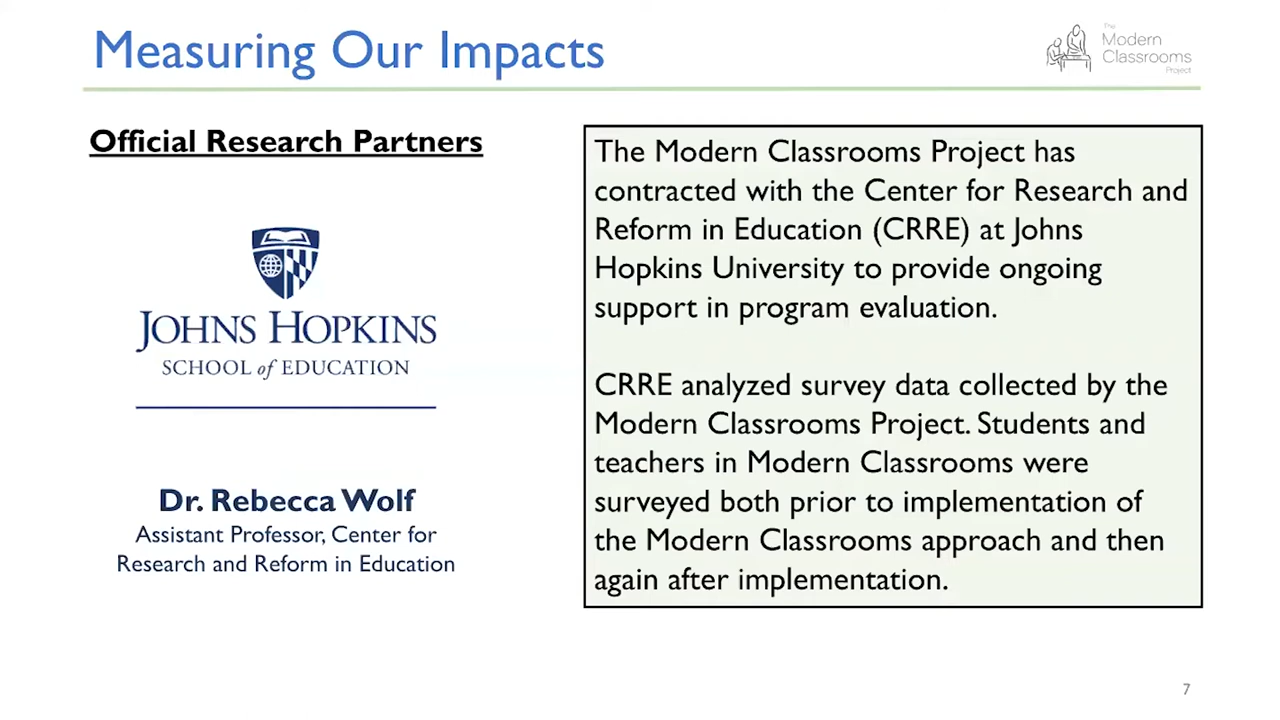 Measuring Our Impacts
The
Modern
Classrooms
Project
Official Research Partners
JOHNS HOPKINS
SCHOOL of EDUCATION
Dr. Rebecca Wolf
Assistant Professor, Center for
Research and Reform in Education
The Modern Classrooms Project has
contracted with the Center for Research and
Reform in Education (CRRE) at Johns
Hopkins University to provide ongoing
support in program evaluation.
CRRE analyzed survey data collected by the
Modern Classrooms Project. Students and
teachers in Modern Classrooms were
surveyed both prior to implementation of
the Modern Classrooms approach and then
again after implementation.
7